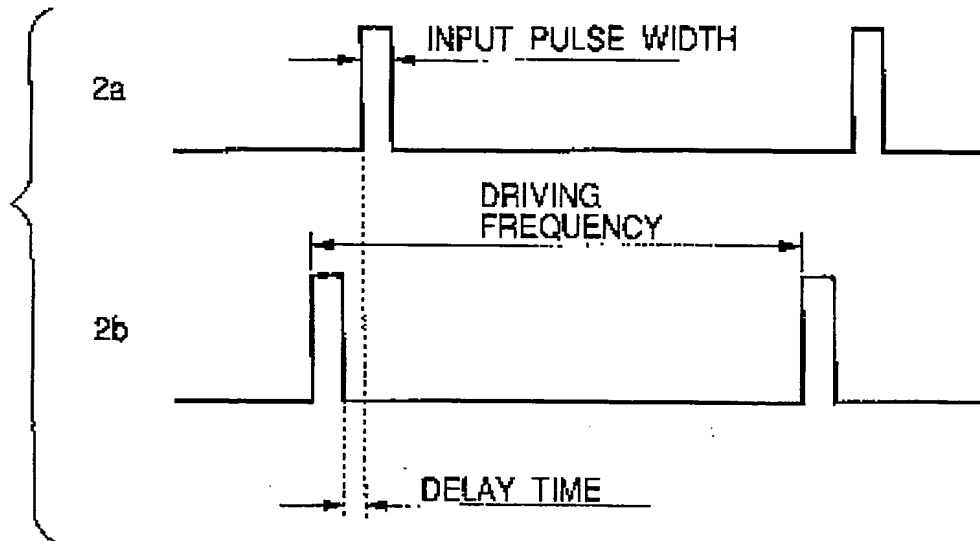 INPUT PULSE WIDTH
2a
DRIVING
FREQUENCY
2b
DELAY TIME